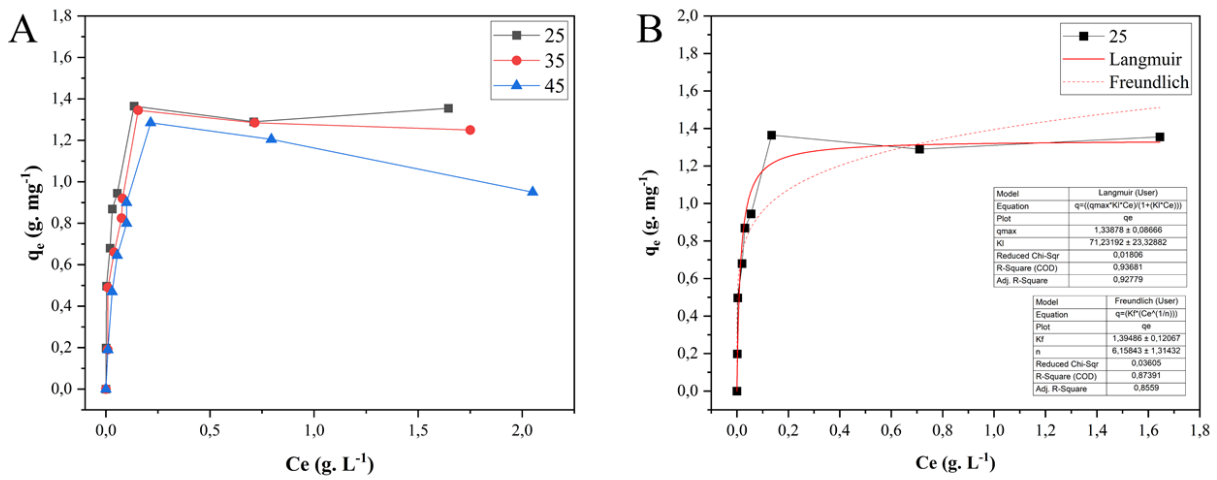 A
1,8
1,6
1,4
1,2
1,0
0,8
0,6
0,4
0,2
0,0
qe (g. mg⁻¹)
0,0 0,5 1,0 1,5 2,0
Ce (g. L⁻¹)
25
35
45
B
2,0
1,8
1,6
1,4
1,2
1,0
0,8
0,6
0,4
0,2
0,0
qe (g. mg⁻¹)
0,0 0,2 0,4 0,6 0,8 1,0 1,2 1,4 1,6 1,8
Ce (g. L⁻¹)
25
Langmuir
Freundlich
Model Langmuir (User)
Equation q=((qmax*Kl*Ce)/(1+(Kl*Ce)))
Plot qe
qmax 1,33878 ± 0,08666
Kl 71,23192 ± 23,32882
Reduced Chi-Sqr 0,01806
R-Square (COD) 0,93681
Adj. R-Square 0,92779
Model Freundlich (User)
Equation q=(Kf*(Ce^(1/n)))
Plot qe
Kf 1,39486 ± 0,12067
n 6,15843 ± 1,31432
Reduced Chi-Sqr 0,03605
R-Square (COD) 0,87391
Adj. R-Square 0,8559